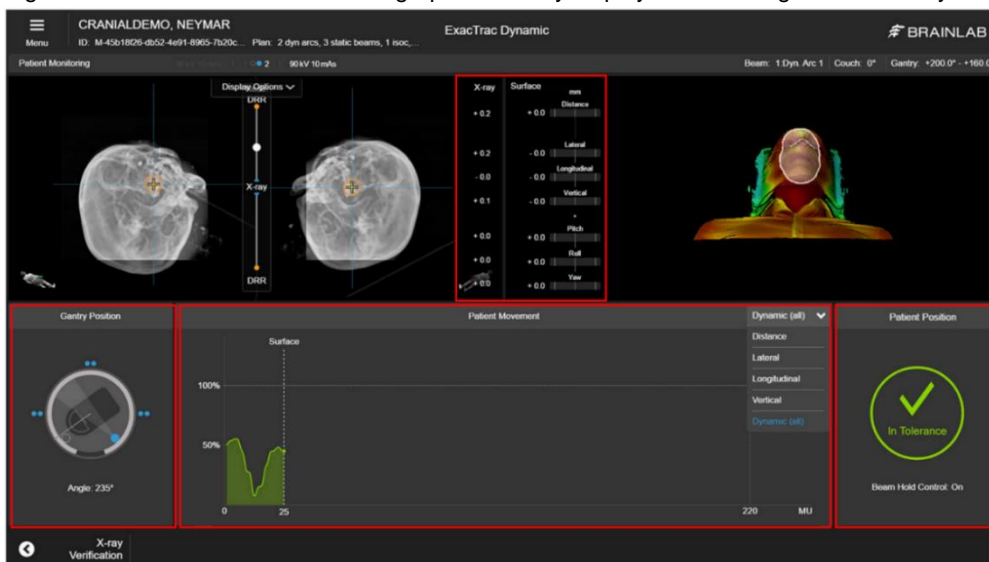 CRANIALDEMO, NEYMAR
ExacTrac Dynamic
BRAINLAB
Menu
ID: M-45b18f26-db52-4e91-8965-7b20c... Plan: 2 dyn arcs, 3 static beams, 1 isoc,...
Patient Monitoring
2
90 kV 10 mAs
Beam: 1:Dyn. Arc 1 Couch: 0° Gantry: +200.0° - +160.0
Display Options
DRR
X-ray
DRR
X-ray Surface mm
Distance
+ 0.2 + 0.0
Lateral
+ 0.2 - 0.0
Longitudinal
- 0.0 - 0.0
Vertical
+ 0.1 - 0.0
°
Pitch
+ 0.0 + 0.0
Roll
+ 0.0 + 0.0
Yaw
+ 0.0 + 0.0
Gantry Position
Angle: 235°
Patient Movement
Dynamic (all)
Distance
Lateral
Longitudinal
Vertical
Dynamic (all)
Surface
100%
50%
0 25 220 MU
Patient Position
In Tolerance
Beam Hold Control: On
X-ray
Verification